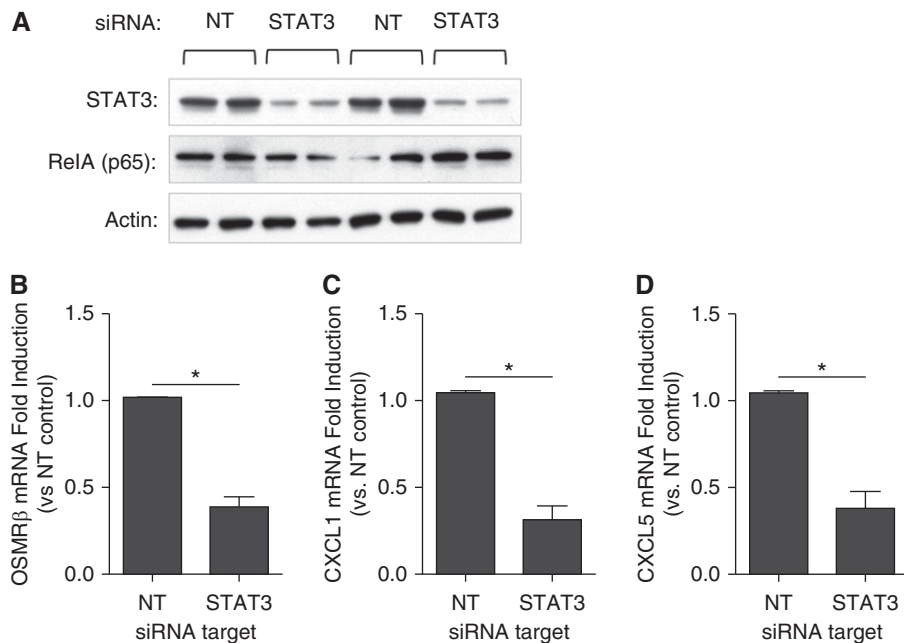 A
siRNA: NT STAT3 NT STAT3
STAT3:
RelA (p65):
Actin:
B
OSMRβ mRNA Fold Induction
(vs NT control)
1.5
1.0
0.5
0.0
*
NT STAT3
siRNA target
C
CXCL1 mRNA Fold Induction
(vs. NT control)
1.5
1.0
0.5
0.0
*
NT STAT3
siRNA target
D
CXCL5 mRNA Fold Induction
(vs. NT control)
1.5
1.0
0.5
0.0
*
NT STAT3
siRNA target